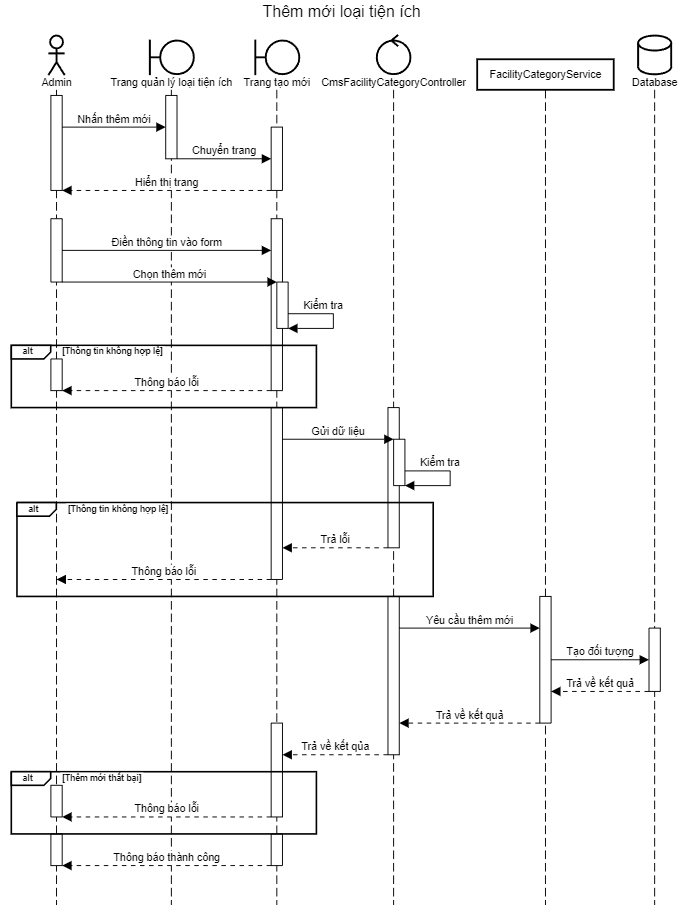 Thêm mới loại tiện ích
Admin
Trang quản lý loại tiện ích
Trang tạo mới
CmsFacilityCategoryController
FacilityCategoryService
Database
Nhấn thêm mới
Chuyển trang
Hiển thị trang
Điền thông tin vào form
Chọn thêm mới
Kiểm tra
alt
[Thông tin không hợp lệ]
Thông báo lỗi
Gửi dữ liệu
Kiểm tra
alt
[Thông tin không hợp lệ]
Trả lỗi
Thông báo lỗi
Yêu cầu thêm mới
Tạo đối tượng
Trả về kết quả
Trả về kết quả
Trả về kết qủa
alt
[Thêm mới thất bại]
Thông báo lỗi
Thông báo thành công